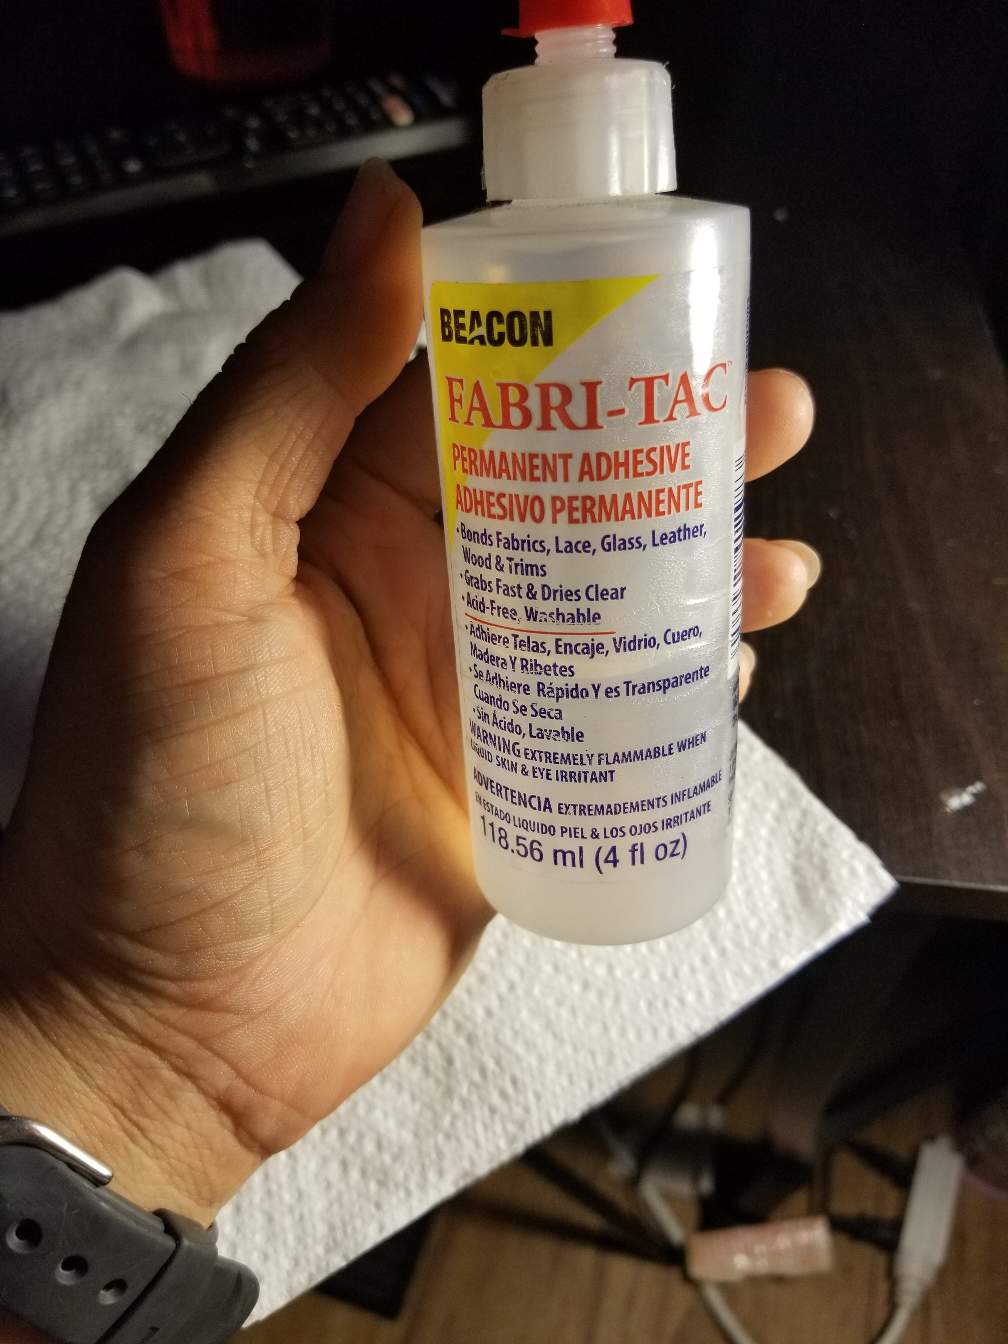 BEACON
FABRI-TAC™
PERMANENT ADHESIVE
ADHESIVO PERMANENTE
•Bonds Fabrics, Lace, Glass, Leather,
Wood & Trims
•Grabs Fast & Dries Clear
•Acid-Free, Washable
•Adhiere Telas, Encaje, Vidrio, Cuero,
Madera Y Ribetes
•Se Adhiere Rápido Y es Transparente
Cuando Se Seca
•Sin Ácido, Lavable
WARNING EXTREMELY FLAMMABLE WHEN
LIQUID SKIN & EYE IRRITANT
ADVERTENCIA EXTREMADEMENTS INFLAMABLE
EN ESTADO LIQUIDO PIEL & LOS OJOS IRRITANTE
118.56 ml (4 fl oz)